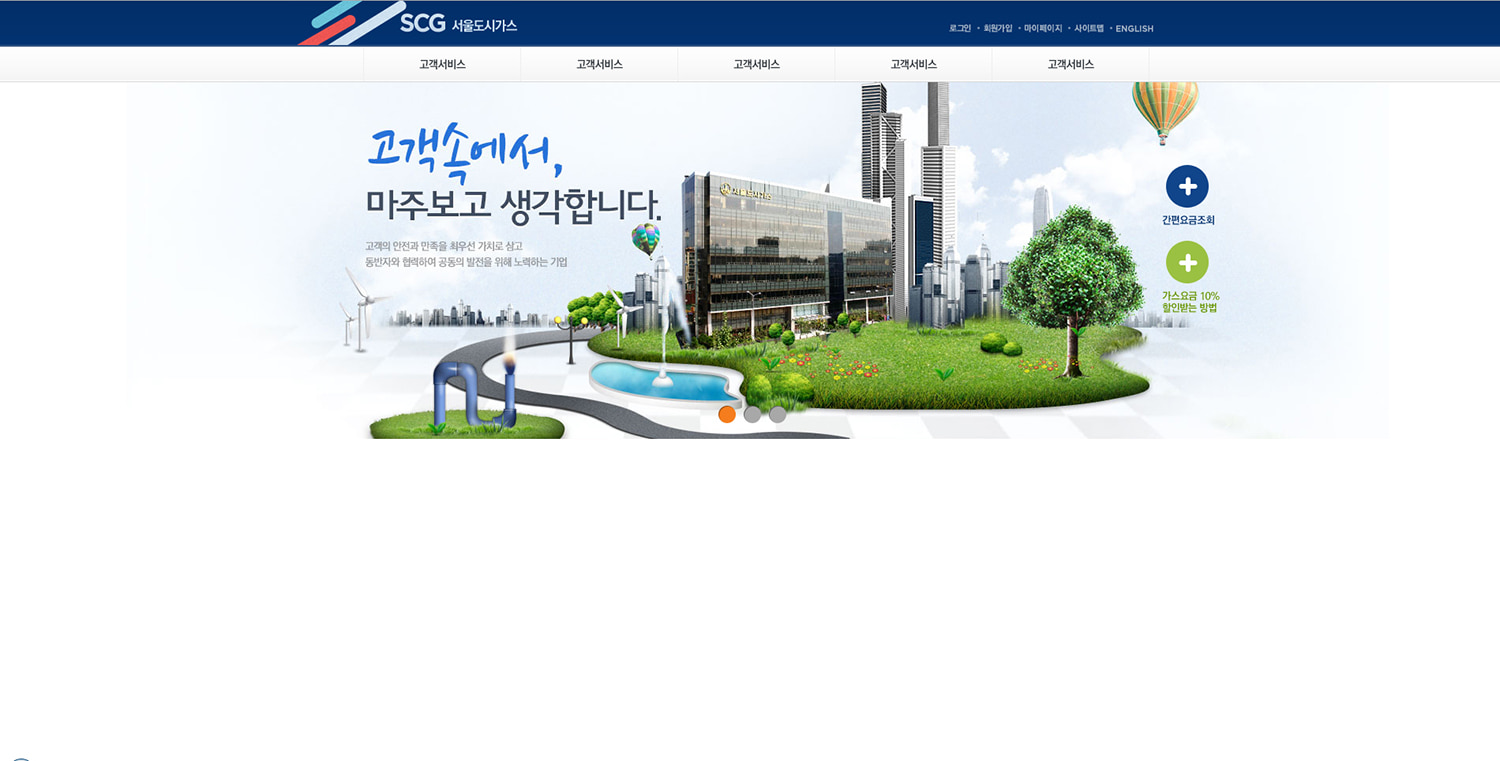 SCG 서울도시가스
로그인 · 회원가입 · 마이페이지 · 사이트맵 · ENGLISH
고객서비스 고객서비스 고객서비스 고객서비스 고객서비스
고객속에서,
마주보고 생각합니다.
고객의 안전과 만족을 최우선 가치로 삼고
동반자와 협력하여 공동의 발전을 위해 노력하는 기업
서울도시가스
간편요금조회
가스요금 10%
할인받는 방법